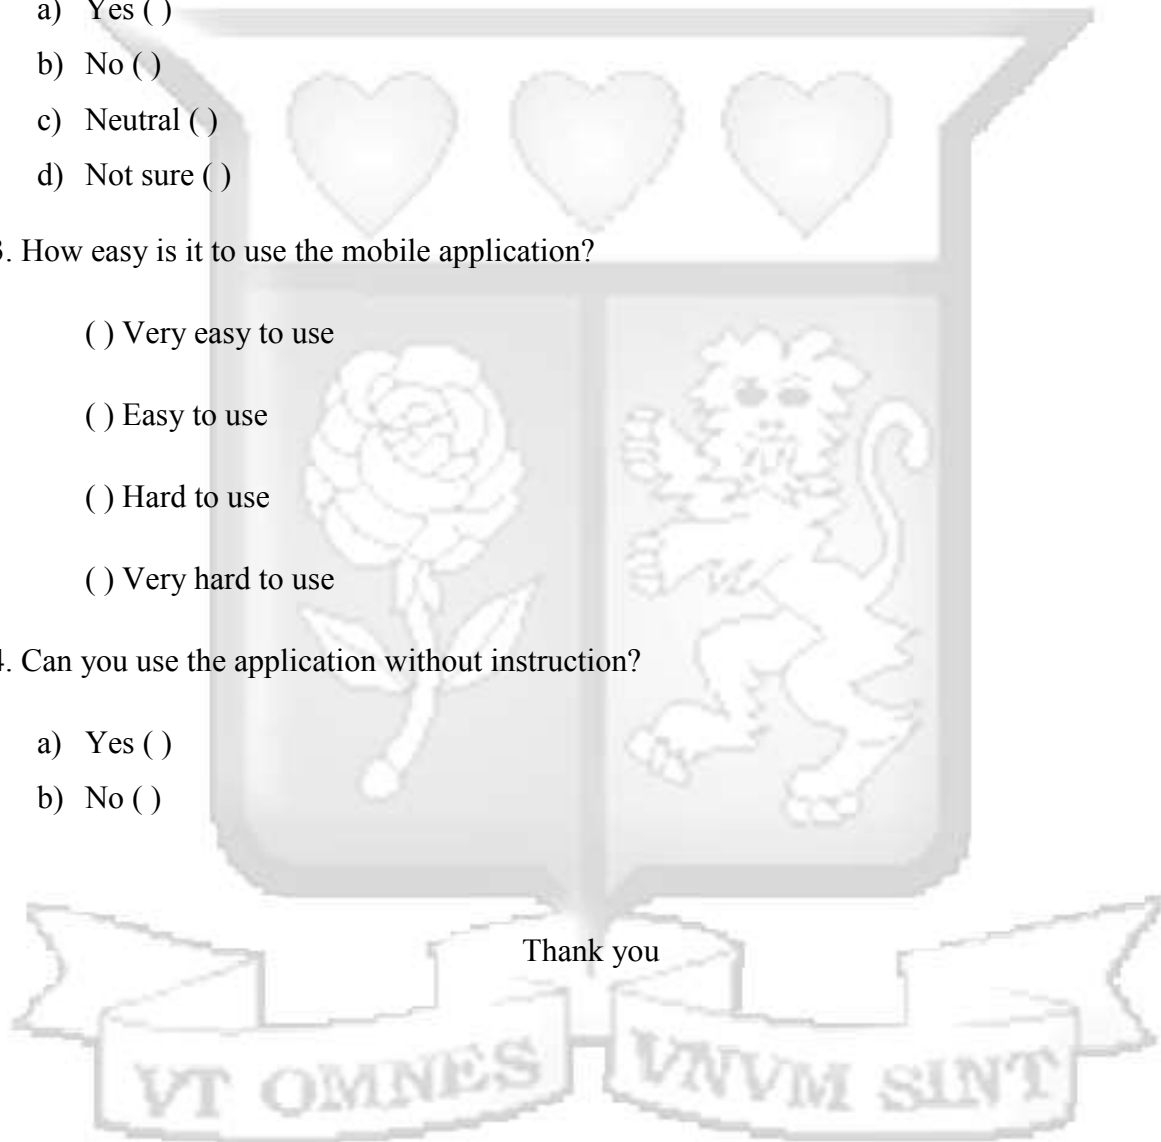 a) Yes ( )
b) No ( )
c) Neutral ( )
d) Not sure ( )
3. How easy is it to use the mobile application?
( ) Very easy to use
( ) Easy to use
( ) Hard to use
( ) Very hard to use
4. Can you use the application without instruction?
a) Yes ( )
b) No ( )
Thank you
VT OMNES VNVM SINT